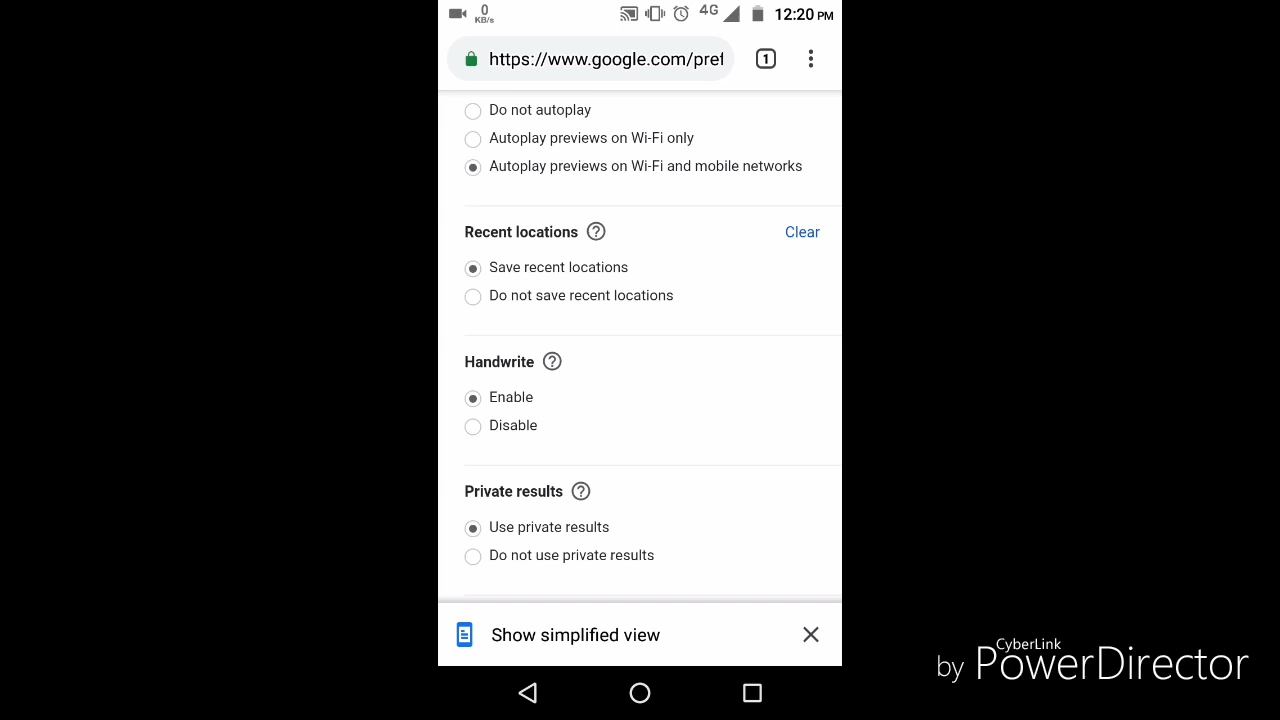 0
KB/s
4G
12:20 PM
https://www.google.com/pref
1
Do not autoplay
Autoplay previews on Wi-Fi only
Autoplay previews on Wi-Fi and mobile networks
Recent locations ?
Clear
Save recent locations
Do not save recent locations
Handwrite ?
Enable
Disable
Private results ?
Use private results
Do not use private results
Show simplified view
CyberLink
by PowerDirector